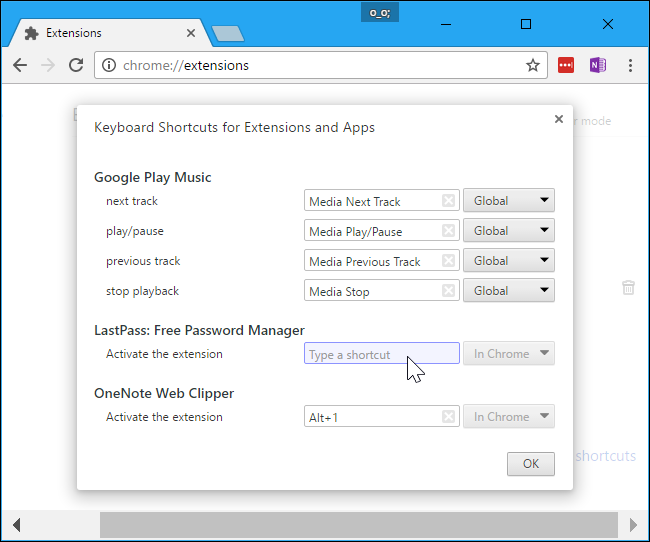 o_o;
Extensions
chrome://extensions
Keyboard Shortcuts for Extensions and Apps
r mode
Google Play Music
next track Media Next Track Global
play/pause Media Play/Pause Global
previous track Media Previous Track Global
stop playback Media Stop Global
LastPass: Free Password Manager
Activate the extension Type a shortcut In Chrome
OneNote Web Clipper
Activate the extension Alt+1 In Chrome
shortcuts
OK